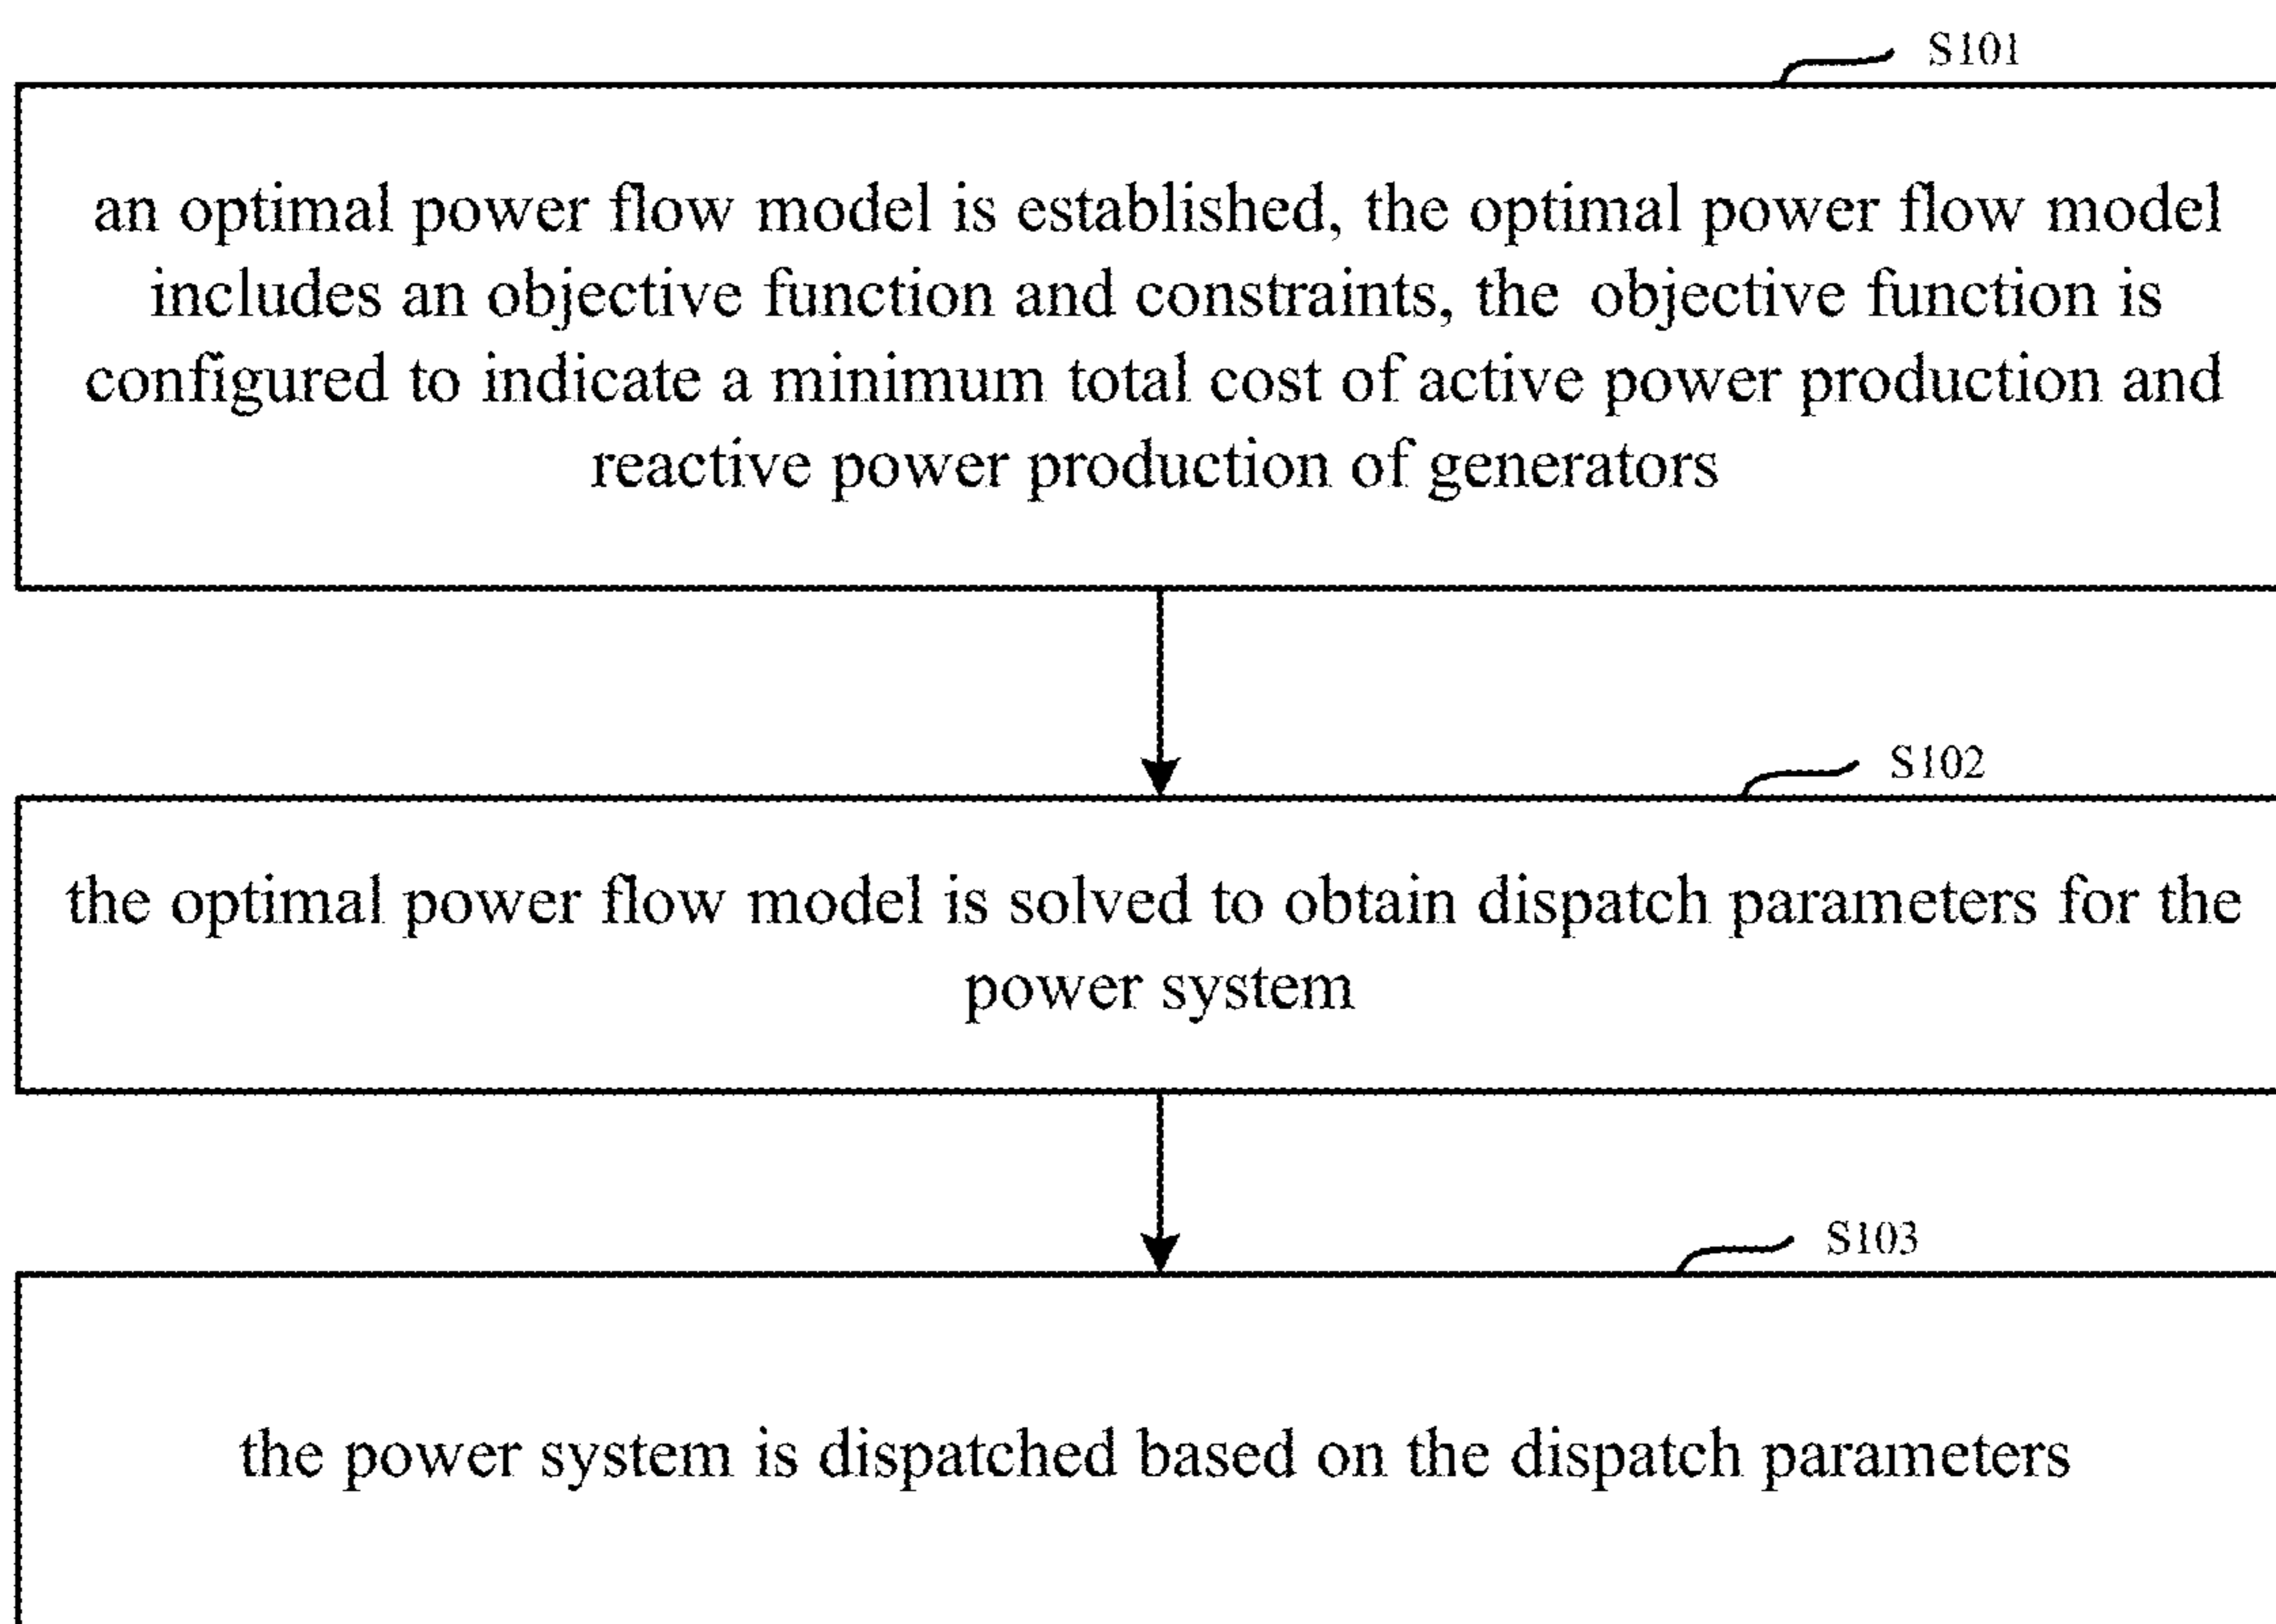 S101
an optimal power flow model is established, the optimal power flow model
includes an objective function and constraints, the objective function is
configured to indicate a minimum total cost of active power production and
reactive power production of generators
S102
the optimal power flow model is solved to obtain dispatch parameters for the
power system
S103
the power system is dispatched based on the dispatch parameters